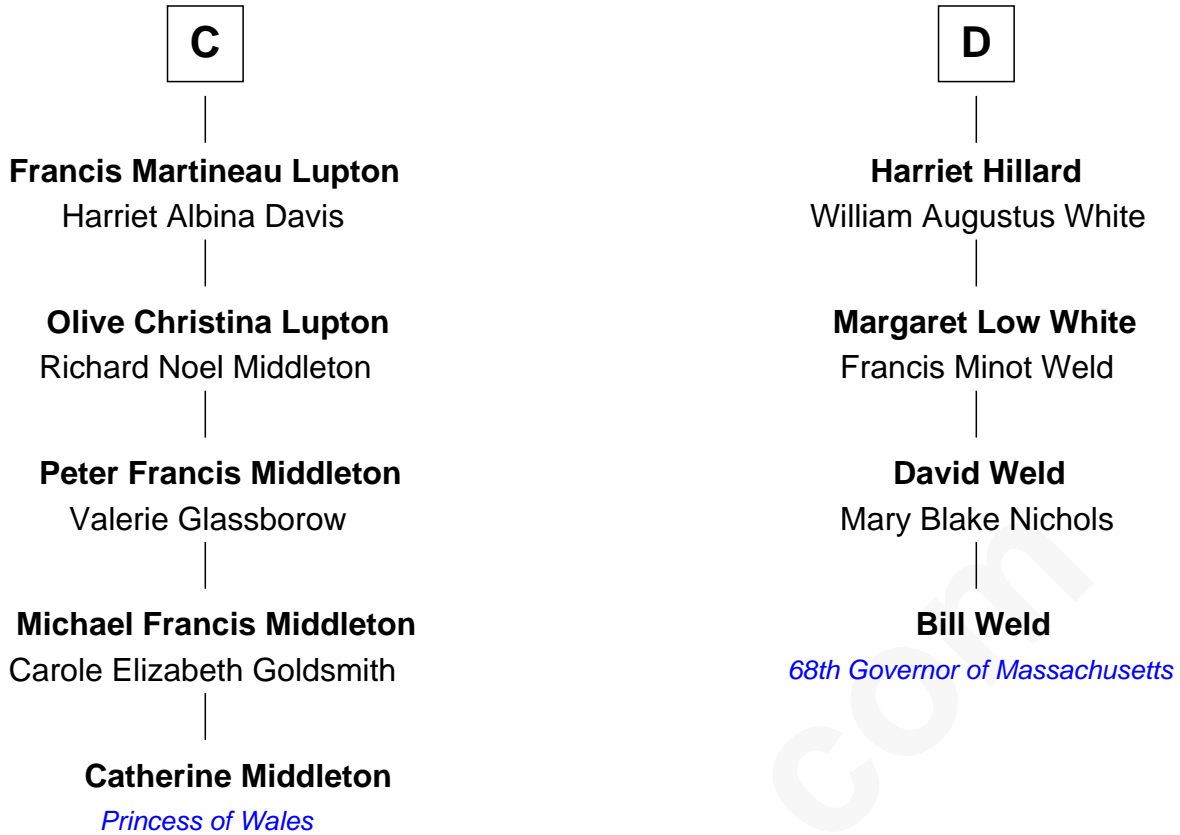 C
Francis Martineau Lupton
Harriet Albina Davis
Olive Christina Lupton
Richard Noel Middleton
Peter Francis Middleton
Valerie Glassborow
Michael Francis Middleton
Carole Elizabeth Goldsmith
Catherine Middleton
Princess of Wales
D
Harriet Hillard
William Augustus White
Margaret Low White
Francis Minot Weld
David Weld
Mary Blake Nichols
Bill Weld
68th Governor of Massachusetts
com